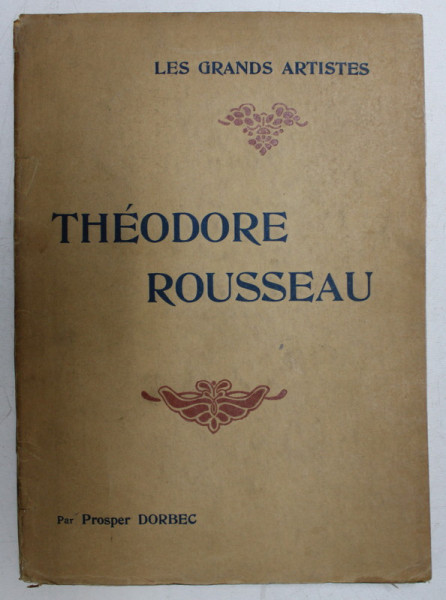 LES GRANDS ARTISTES
THÉODORE
ROUSSEAU
Par Prosper DORBEC